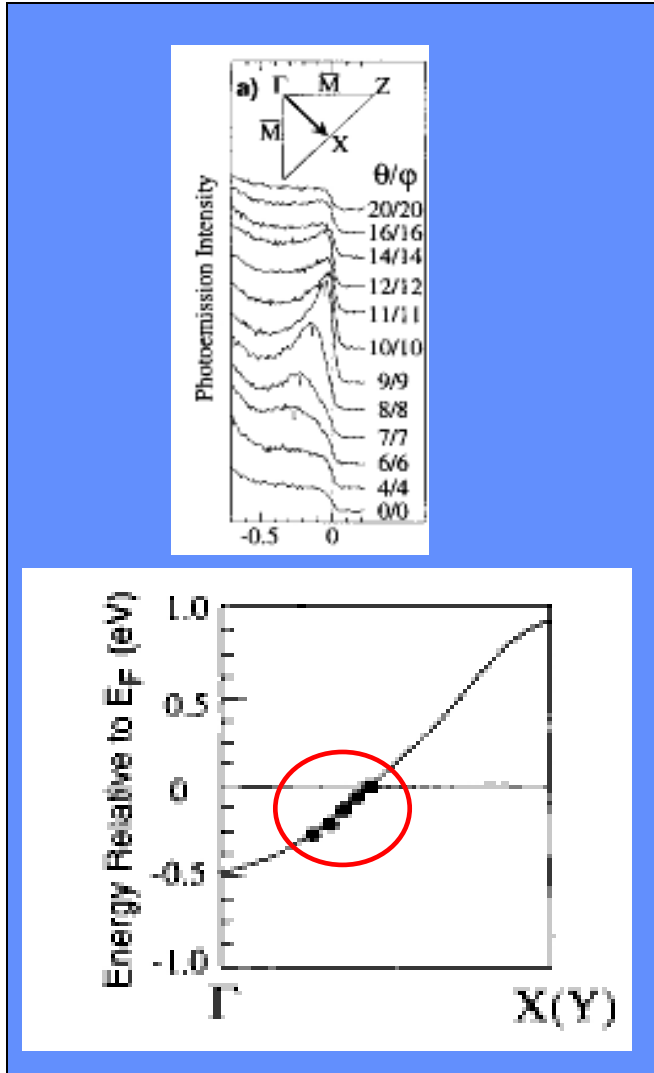 a) Γ M̅ Z
M̅
X
θ/φ
20/20
16/16
14/14
12/12
11/11
10/10
9/9
8/8
7/7
6/6
4/4
0/0
Photoemission Intensity
-0.5 0
Energy Relative to E_F (eV)
1.0
0.5
0
-0.5
-1.0
Γ X(Y)